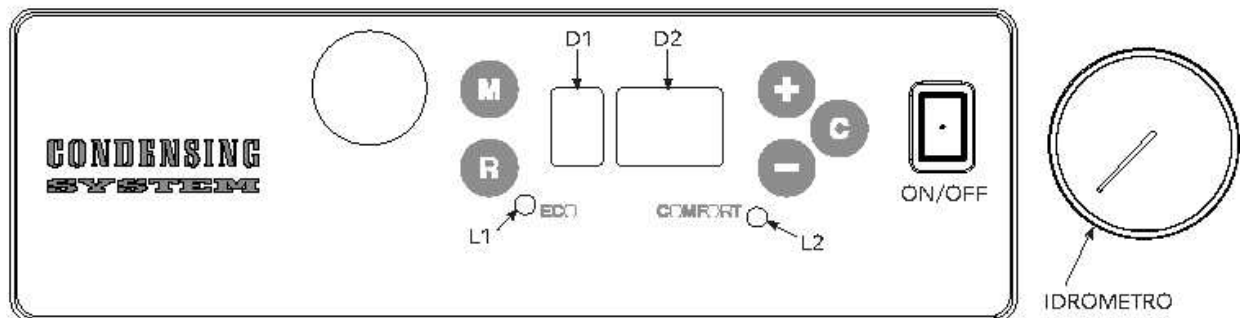 D1 D2
M
+
C
CONDENSING
SYSTEM
R
−
ON/OFF
ECO
COMFORT
L1
L2
IDROMETRO